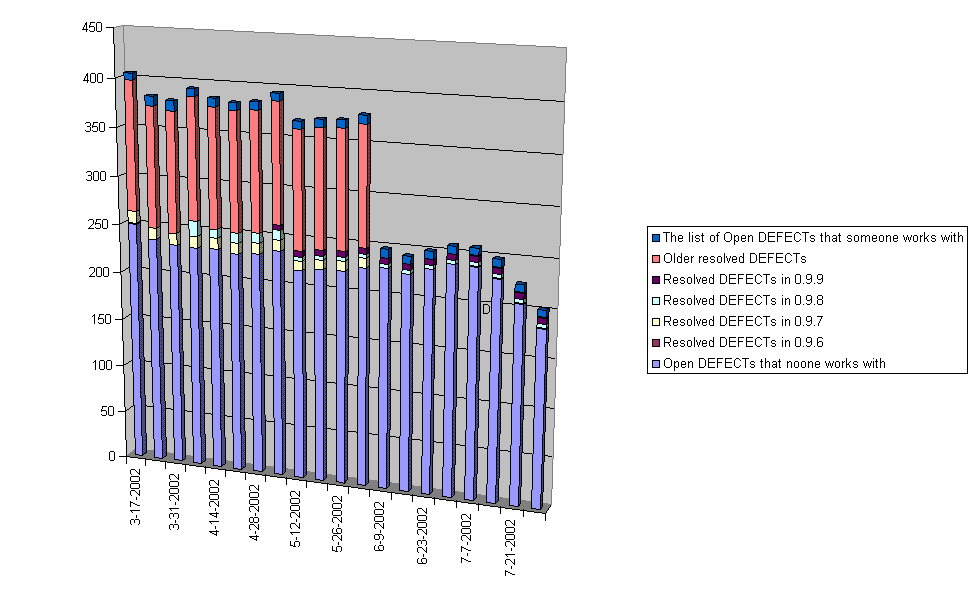 450
400
350
300
250
200
150
100
50
0
3-17-2002
3-31-2002
4-14-2002
4-28-2002
5-12-2002
5-26-2002
6-9-2002
6-23-2002
7-7-2002
7-21-2002
D
The list of Open DEFECTs that someone works with
Older resolved DEFECTs
Resolved DEFECTs in 0.9.9
Resolved DEFECTs in 0.9.8
Resolved DEFECTs in 0.9.7
Resolved DEFECTs in 0.9.6
Open DEFECTs that noone works with